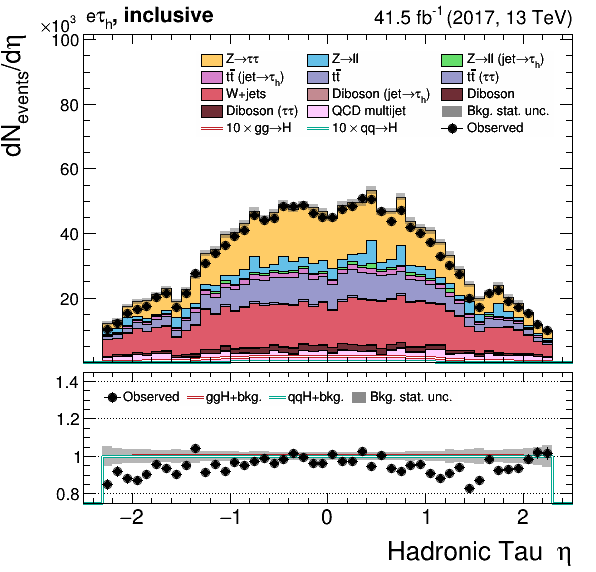 ×10³ eτₕ, inclusive 41.5 fb⁻¹ (2017, 13 TeV)
dN_events/dη
Z→ττ Z→ll Z→ll (jet→τₕ)
tt̄ (jet→τₕ) tt̄ tt̄ (ττ)
W+jets Diboson (jet→τₕ) Diboson
Diboson (ττ) QCD multijet Bkg. stat. unc.
10 × gg→H 10 × qq→H Observed
100
80
60
40
20
Observed ggH+bkg. qqH+bkg. Bkg. stat. unc.
1.4
1.2
1
0.8
−2 −1 0 1 2
Hadronic Tau η